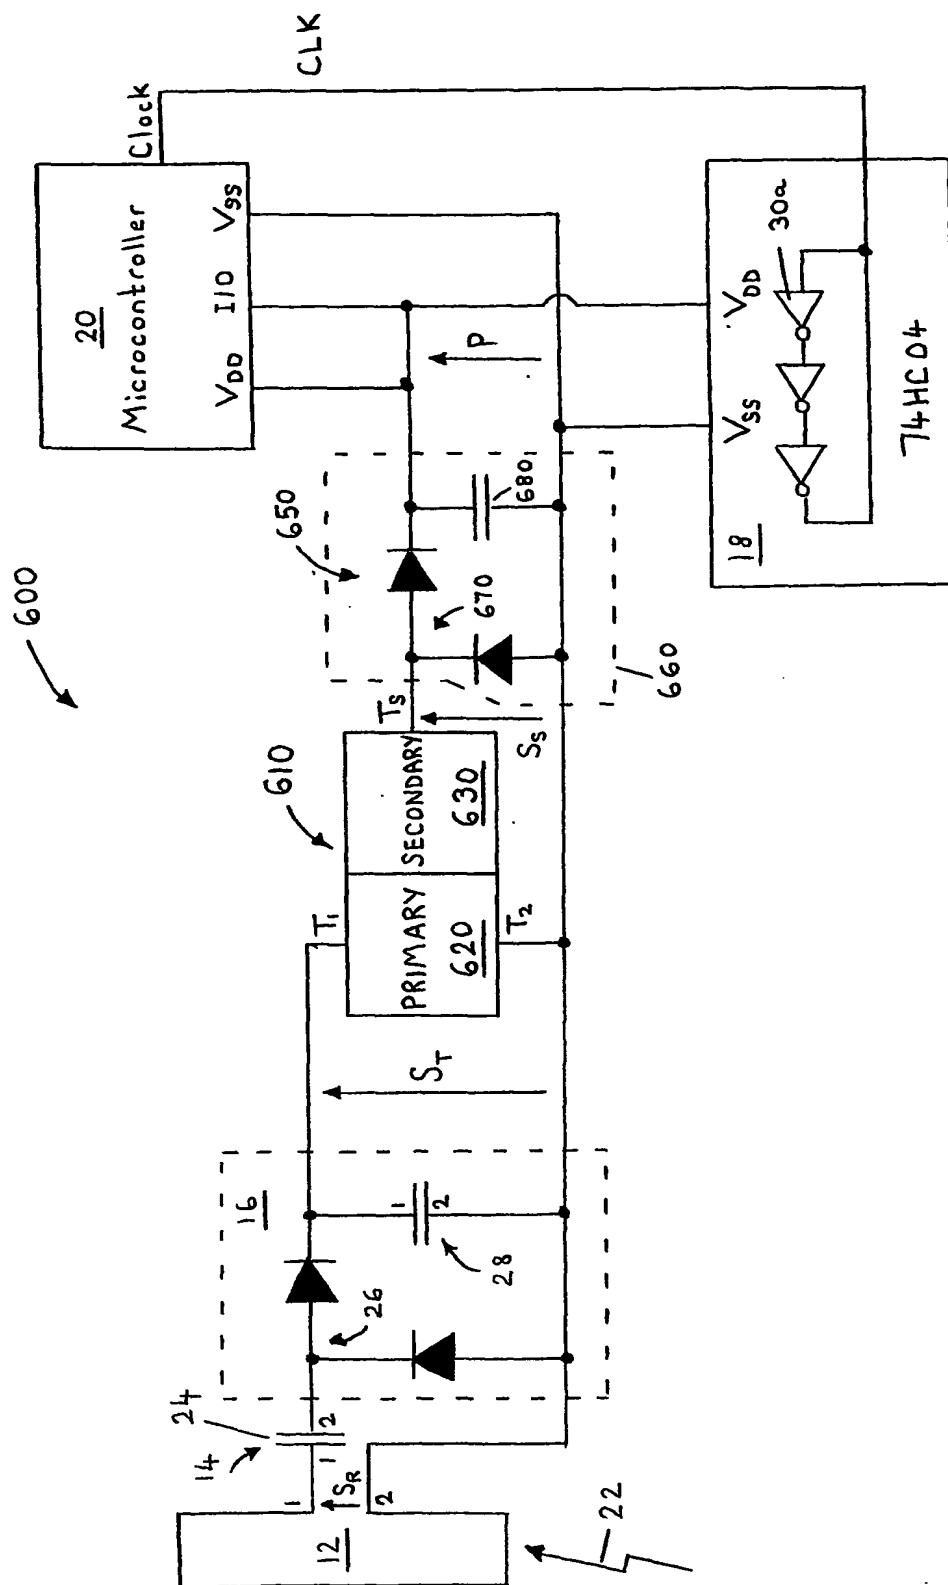 600
20
Microcontroller
VDD
I/O
Vss
Clock
CLK
610
650
660
670
680
P
TS
SS
T1
T2
PRIMARY
620
SECONDARY
630
ST
16
26
28
1
2
24
14
1
2
1
2
SR
12
22
VSS
VDD
18
30a
74HC04